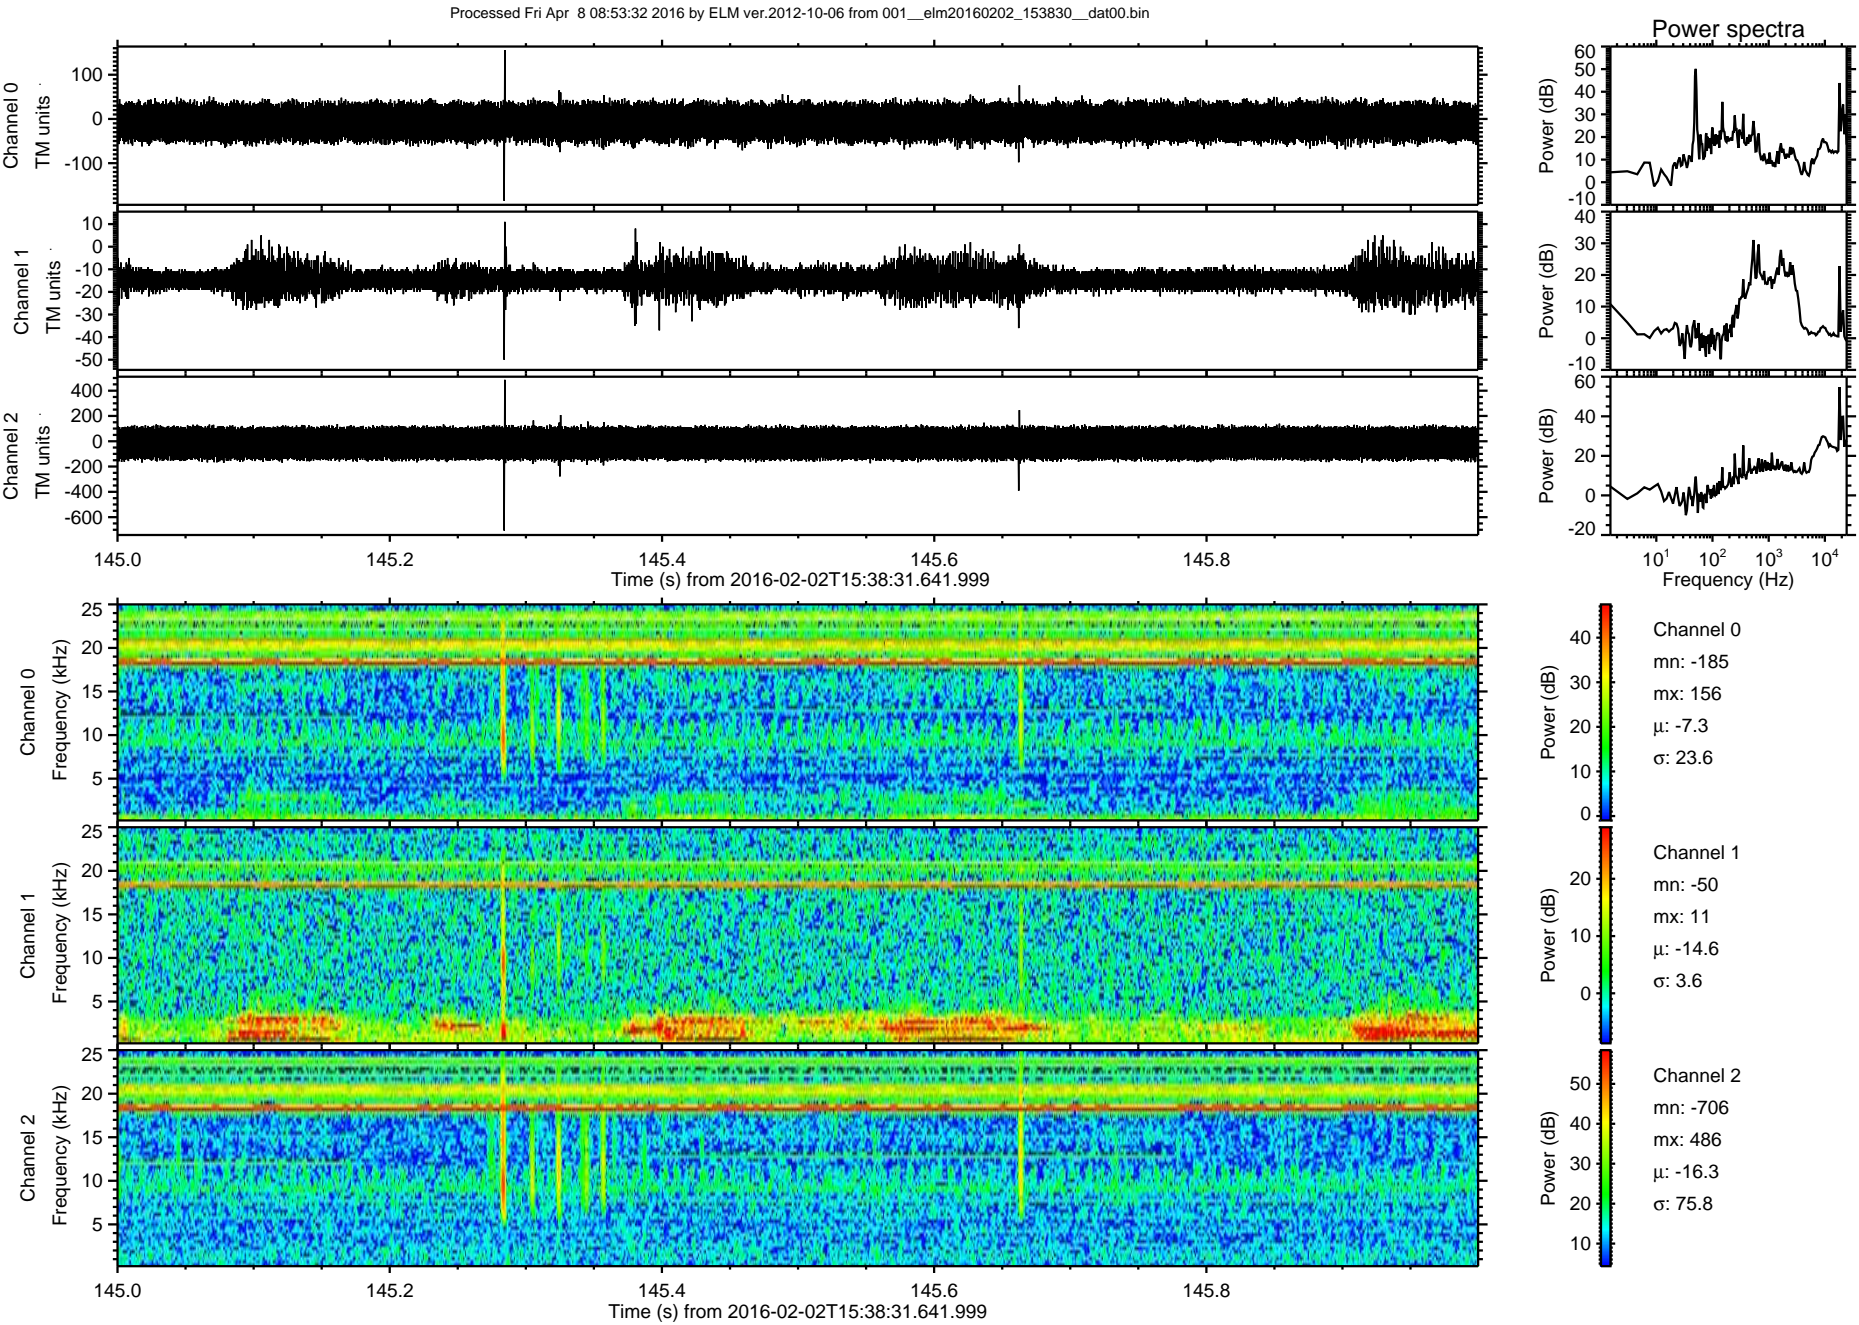 Processed Fri Apr  8 08:53:32 2016 by ELM ver.2012-10-06 from 001__elm20160202_153830__dat00.bin
Power spectra
Channel 0
TM units
100
0
-100
Power (dB)
60
50
40
30
20
10
0
-10
Channel 1
TM units
10
0
-10
-20
-30
-40
-50
Power (dB)
40
30
20
10
0
-10
Channel 2
TM units
400
200
0
-200
-400
-600
Power (dB)
60
40
20
0
-20
145.0 145.2 145.4 145.6 145.8
Time (s) from 2016-02-02T15:38:31.641.999
10^1 10^2 10^3 10^4
Frequency (Hz)
Channel 0
Frequency (kHz)
25
20
15
10
5
Power (dB)
40
30
20
10
0
Channel 0
mn: -185
mx: 156
μ: -7.3
σ: 23.6
Channel 1
Frequency (kHz)
25
20
15
10
5
Power (dB)
20
10
0
Channel 1
mn: -50
mx: 11
μ: -14.6
σ: 3.6
Channel 2
Frequency (kHz)
25
20
15
10
5
Power (dB)
50
40
30
20
10
Channel 2
mn: -706
mx: 486
μ: -16.3
σ: 75.8
145.0 145.2 145.4 145.6 145.8
Time (s) from 2016-02-02T15:38:31.641.999